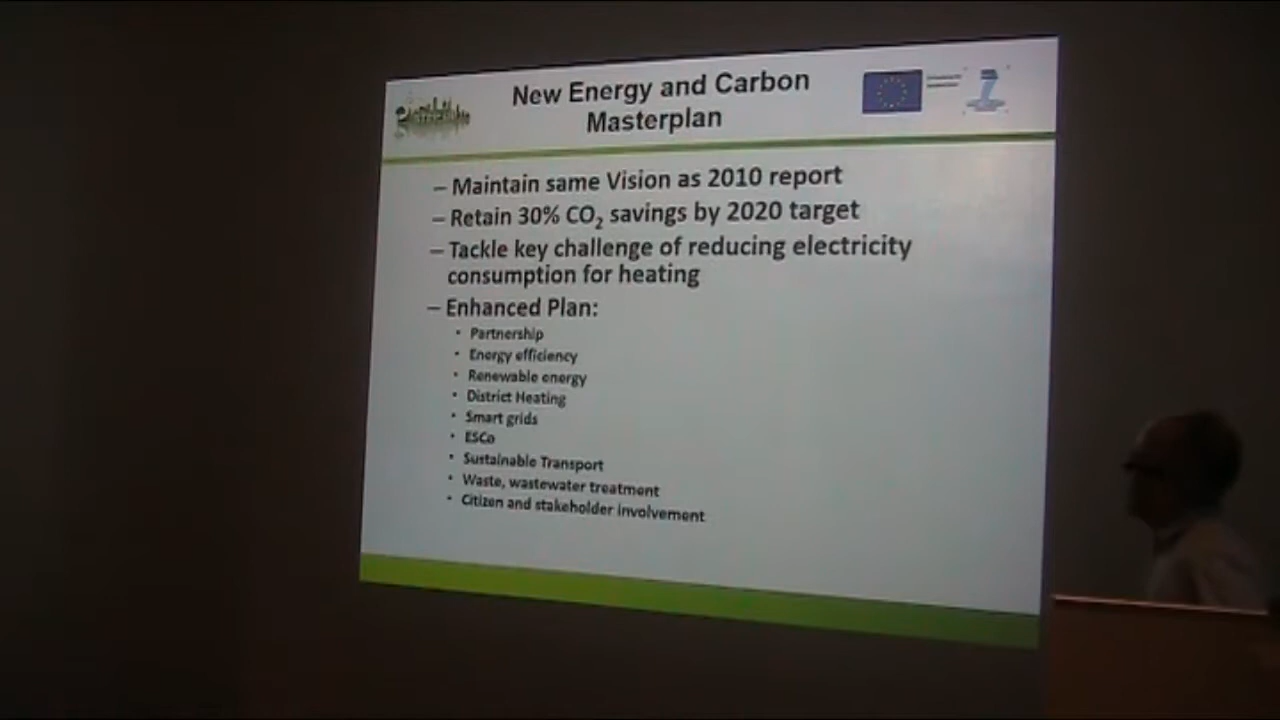 New Energy and Carbon
Masterplan
– Maintain same Vision as 2010 report
– Retain 30% CO₂ savings by 2020 target
– Tackle key challenge of reducing electricity
consumption for heating
– Enhanced Plan:
• Partnership
• Energy efficiency
• Renewable energy
• District Heating
• Smart grids
• ESCo
• Sustainable Transport
• Waste, wastewater treatment
• Citizen and stakeholder involvement